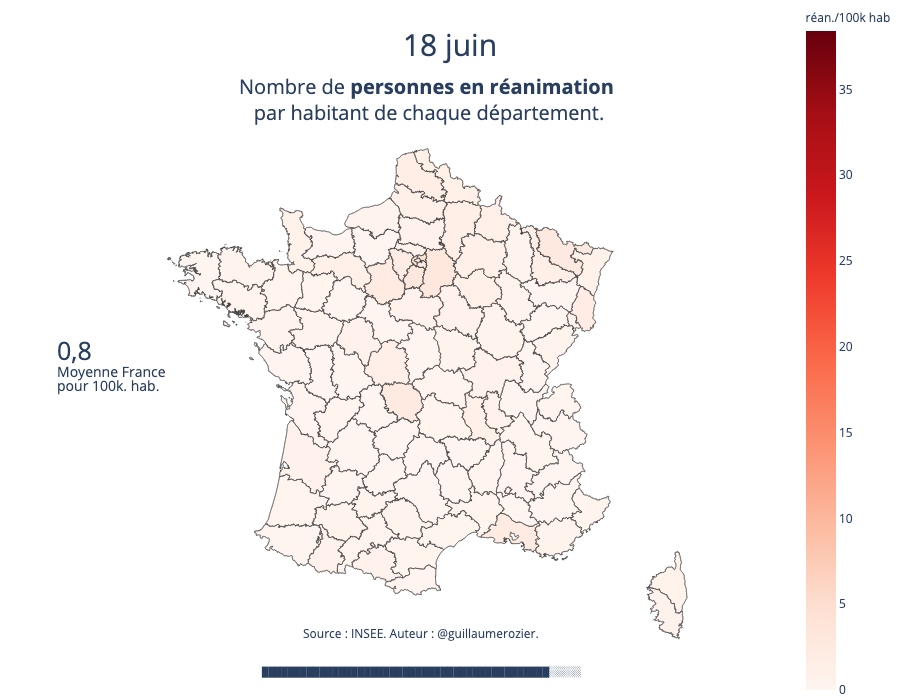 réan./100k hab
18 juin
Nombre de personnes en réanimation
par habitant de chaque département.
35
30
25
20
15
10
5
0
0,8
Moyenne France
pour 100k. hab.
Source : INSEE. Auteur : @guillaumerozier.